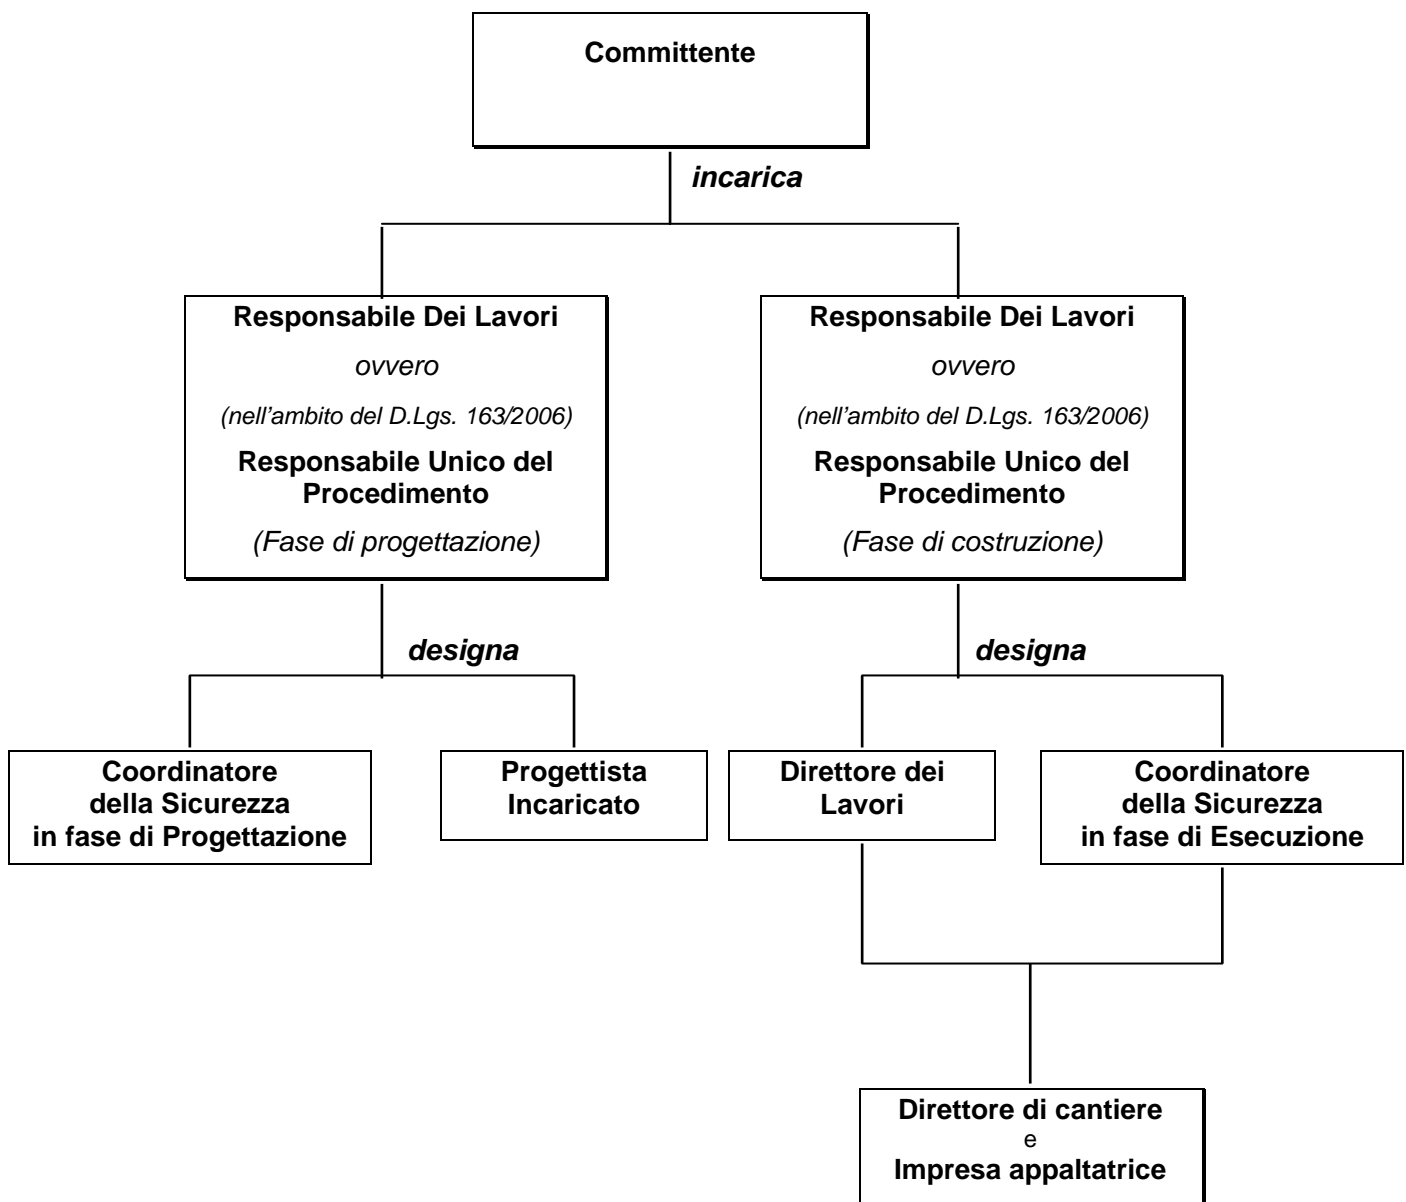 Committente
incarica
Responsabile Dei Lavori
ovvero
(nell'ambito del D.Lgs. 163/2006)
Responsabile Unico del
Procedimento
(Fase di progettazione)
Responsabile Dei Lavori
ovvero
(nell'ambito del D.Lgs. 163/2006)
Responsabile Unico del
Procedimento
(Fase di costruzione)
designa
designa
Coordinatore
della Sicurezza
in fase di Progettazione
Progettista
Incaricato
Direttore dei
Lavori
Coordinatore
della Sicurezza
in fase di Esecuzione
Direttore di cantiere
e
Impresa appaltatrice